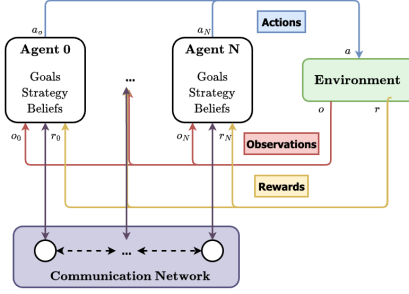 a_o
a_N
Actions
Agent 0
Goals
Strategy
Beliefs
...
Agent N
Goals
Strategy
Beliefs
a
Environment
o
r
o_0
r_0
o_N
r_N
Observations
Rewards
...
Communication Network